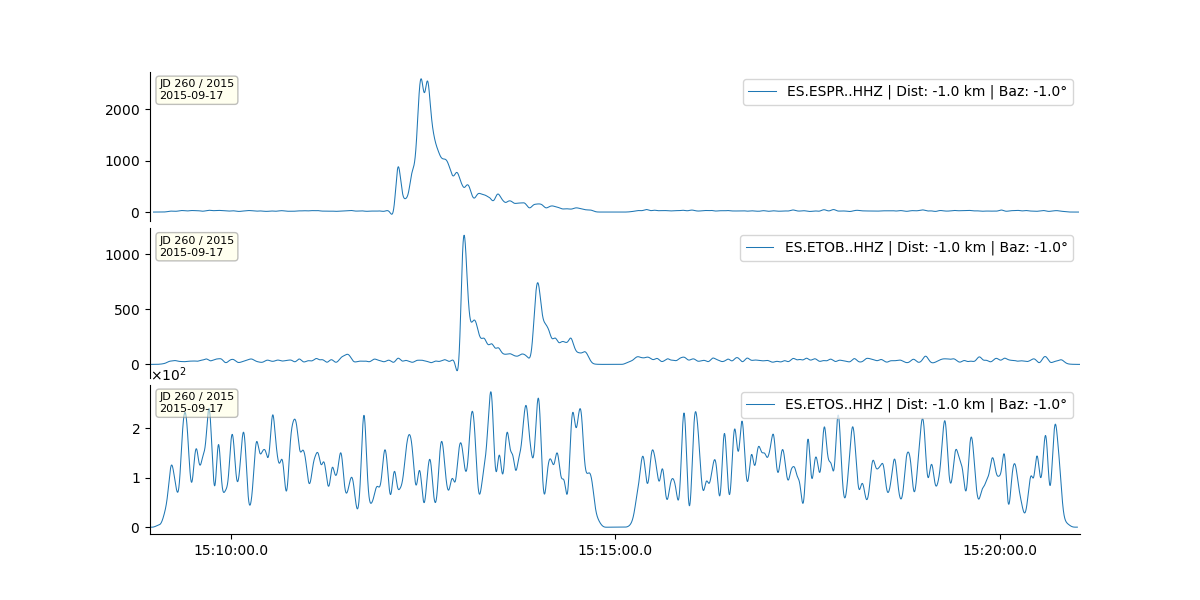 JD 260 / 2015
2015-09-17
ES.ESPR..HHZ | Dist: -1.0 km | Baz: -1.0°
2000
1000
0
JD 260 / 2015
2015-09-17
ES.ETOB..HHZ | Dist: -1.0 km | Baz: -1.0°
1000
500
0
×10²
JD 260 / 2015
2015-09-17
ES.ETOS..HHZ | Dist: -1.0 km | Baz: -1.0°
2
1
0
15:10:00.0 15:15:00.0 15:20:00.0